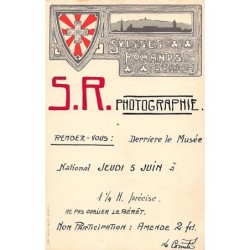 SUISSES
ROMANDS
S.R. PHOTOGRAPHIE.
RENDEZ-VOUS: Derriere le Musée
National JEUDI 5 JUIN à
1 1/4 H. précise.
NE PAS OUBLIER LE BÉRET.
NON PARTICIPATION: AMENDE 2 frs.
Le Comité